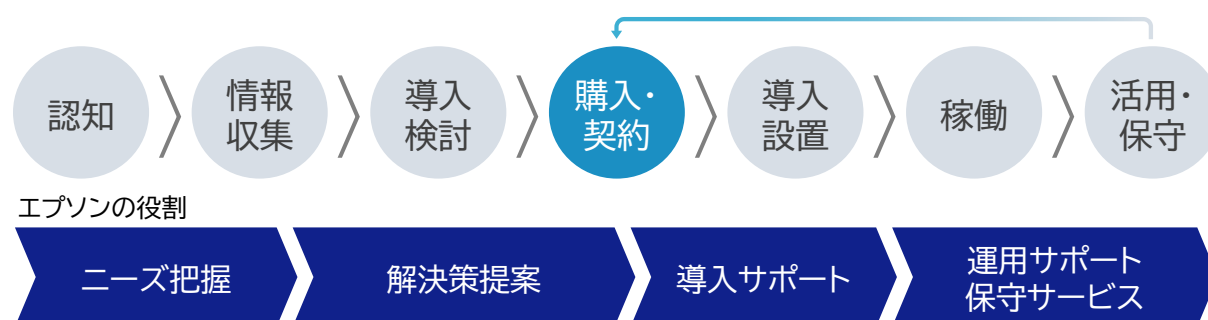 認知
情報
収集
導入
検討
購入・
契約
導入
設置
稼働
活用・
保守
エプソンの役割
ニーズ把握
解決策提案
導入サポート
運用サポート
保守サービス